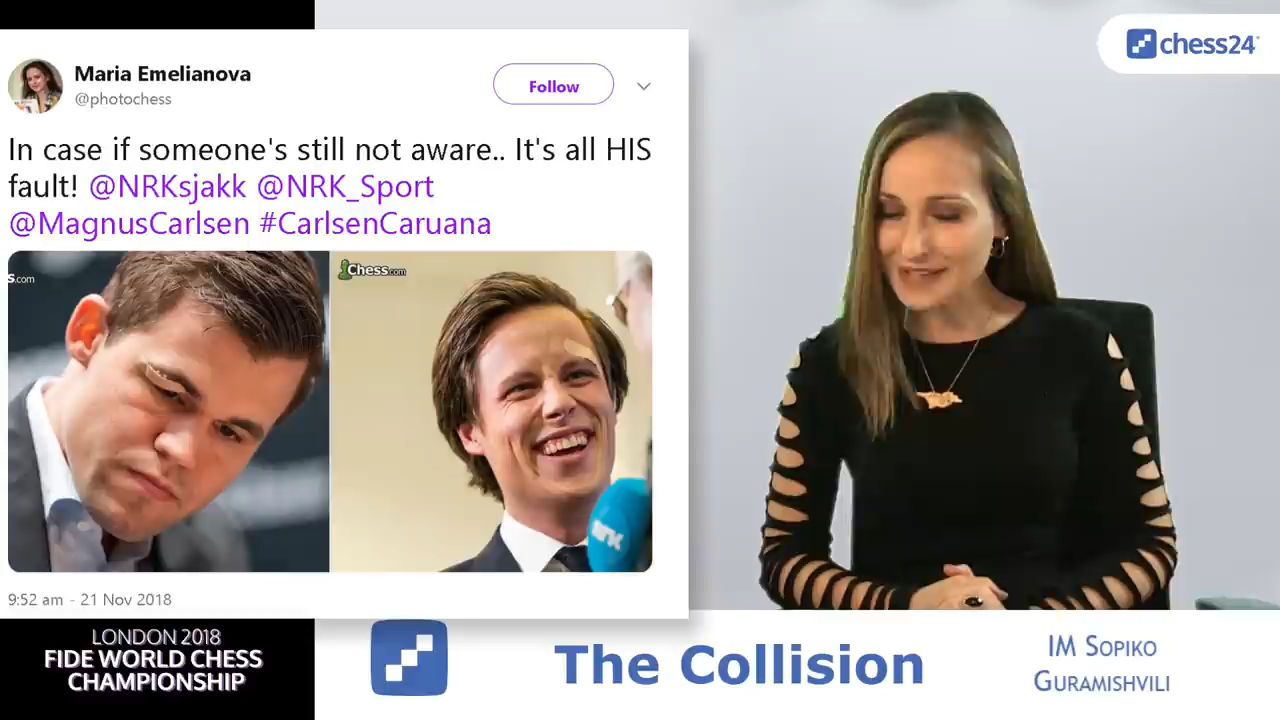 Maria Emelianova
@photochess
Follow
In case if someone's still not aware.. It's all HIS
fault! @NRKsjakk @NRK_Sport
@MagnusCarlsen #CarlsenCaruana
s.com
Chess.com
NRK
9:52 am - 21 Nov 2018
chess24
LONDON 2018
FIDE WORLD CHESS
CHAMPIONSHIP
The Collision
IM SOPIKO
GURAMISHVILI